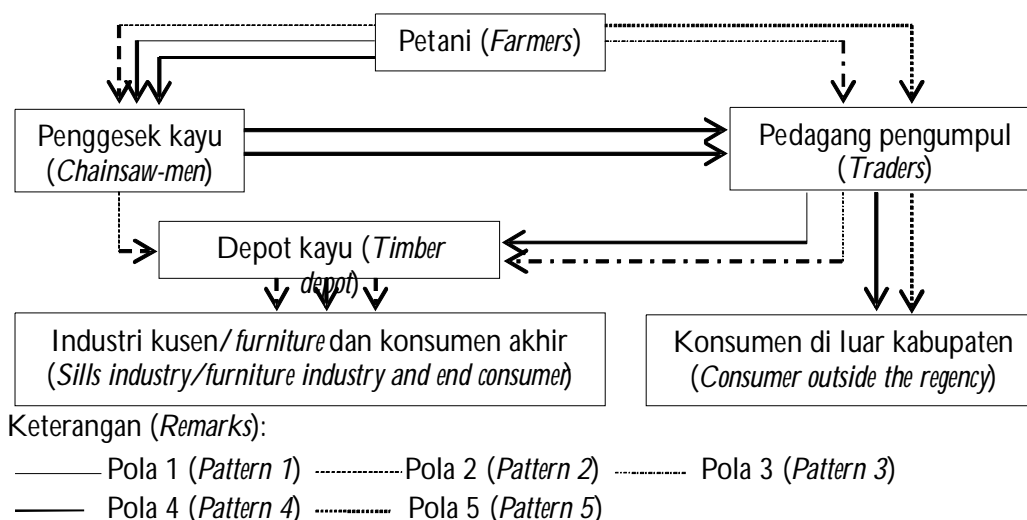 Petani (Farmers)
Penggesek kayu
(Chainsaw-men)
Pedagang pengumpul
(Traders)
Depot kayu (Timber
depot)
Industri kusen/furniture dan konsumen akhir
(Sills industry/furniture industry and end consumer)
Konsumen di luar kabupaten
(Consumer outside the regency)
Keterangan (Remarks):
Pola 1 (Pattern 1) Pola 2 (Pattern 2) Pola 3 (Pattern 3)
Pola 4 (Pattern 4) Pola 5 (Pattern 5)